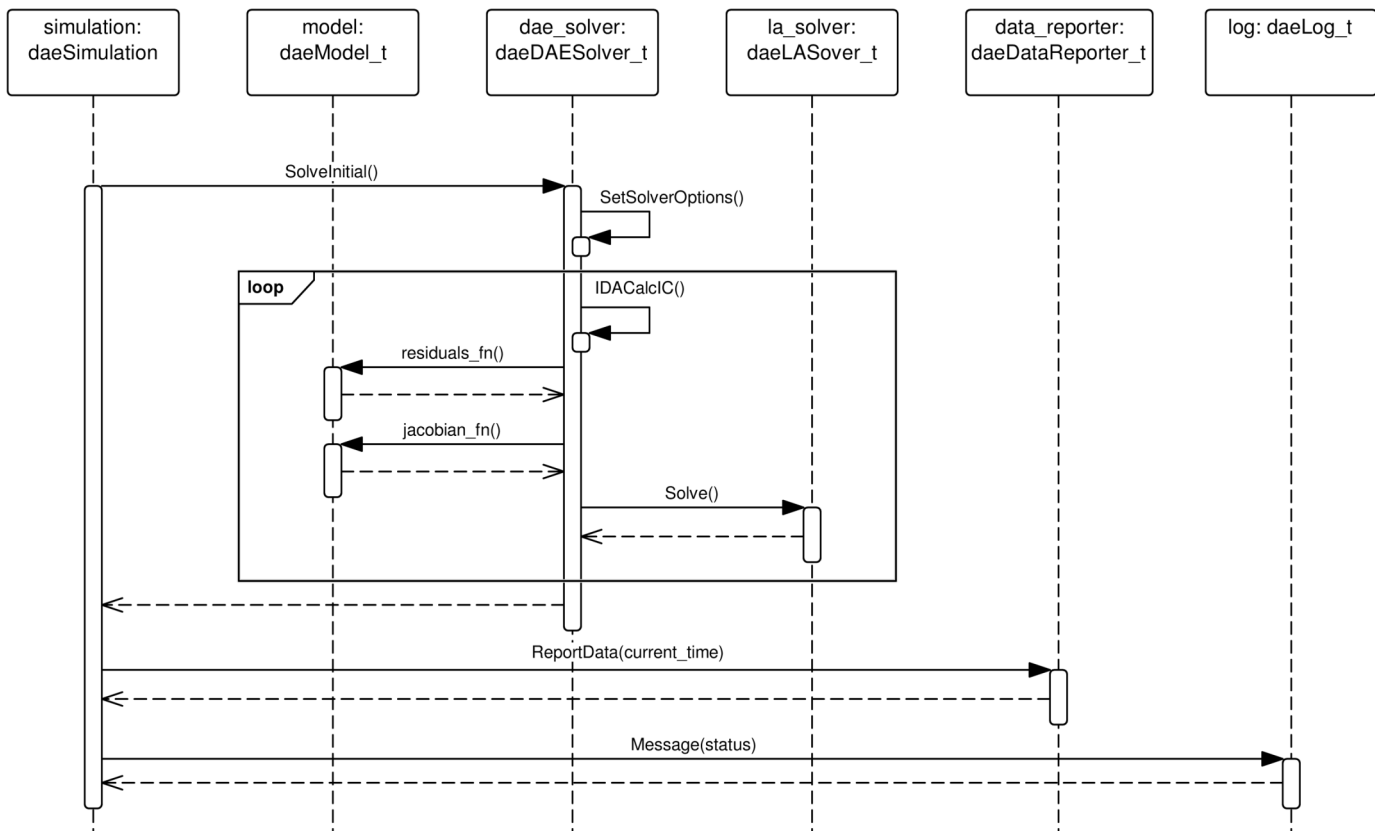 simulation:
daeSimulation
model:
daeModel_t
dae_solver:
daeDAESolver_t
la_solver:
daeLASover_t
data_reporter:
daeDataReporter_t
log: daeLog_t
SolveInitial()
SetSolverOptions()
loop
IDACalcIC()
residuals_fn()
jacobian_fn()
Solve()
ReportData(current_time)
Message(status)